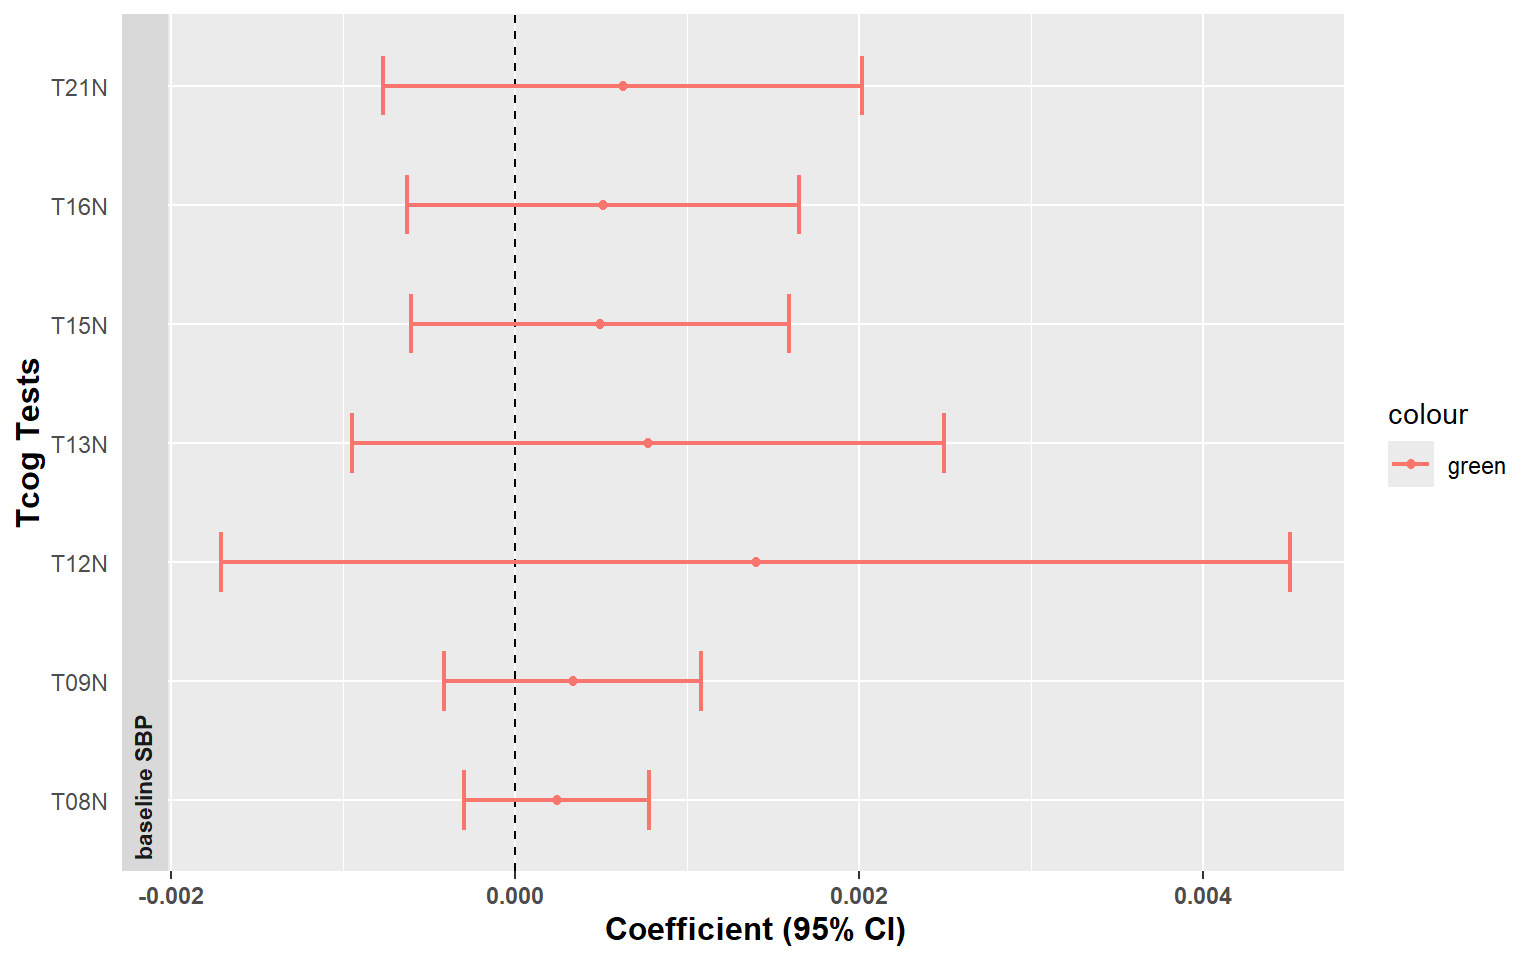 Tcog Tests
T21N
T16N
T15N
T13N
T12N
T09N
T08N
baseline SBP
-0.002
0.000
0.002
0.004
Coefficient (95% CI)
colour
green